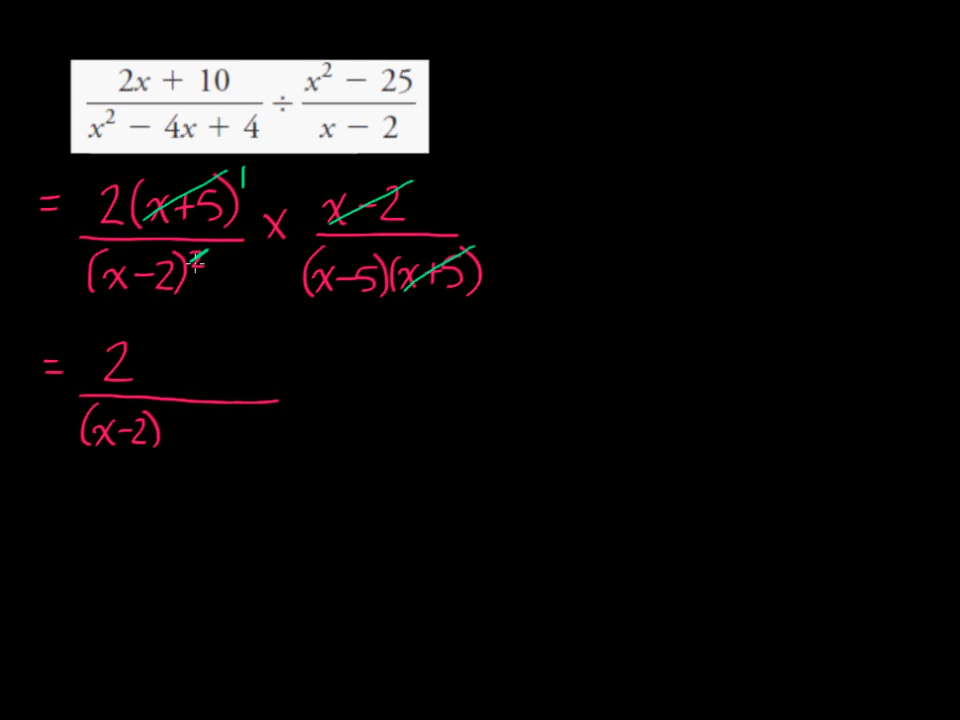 2x + 10 / x² − 4x + 4 ÷ x² − 25 / x − 2
= 2(x+5)¹ / (x−2)² × x−2 / (x−5)(x+5)
= 2 / (x−2)